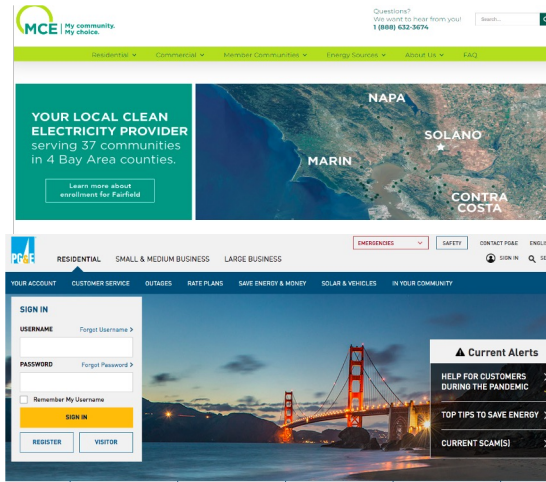 Questions?
We want to hear from you!
1 (888) 632-3674
Search...
MCE
My community.
My choice.
Residential
Commercial
Member Communities
Energy Sources
About Us
FAQ
YOUR LOCAL CLEAN
ELECTRICITY PROVIDER
serving 37 communities
in 4 Bay Area counties.
Learn more about
enrollment for Fairfield
NAPA
SOLANO
MARIN
CONTRA
COSTA
EMERGENCIES
SAFETY
CONTACT PG&E
PG&E
RESIDENTIAL
SMALL & MEDIUM BUSINESS
LARGE BUSINESS
SIGN IN
YOUR ACCOUNT
CUSTOMER SERVICE
OUTAGES
RATE PLANS
SAVE ENERGY & MONEY
SOLAR & VEHICLES
IN YOUR COMMUNITY
SIGN IN
USERNAME
Forgot Username >
PASSWORD
Forgot Password >
Remember My Username
SIGN IN
REGISTER
VISITOR
Current Alerts
HELP FOR CUSTOMERS
DURING THE PANDEMIC
TOP TIPS TO SAVE ENERGY
CURRENT SCAM(S)